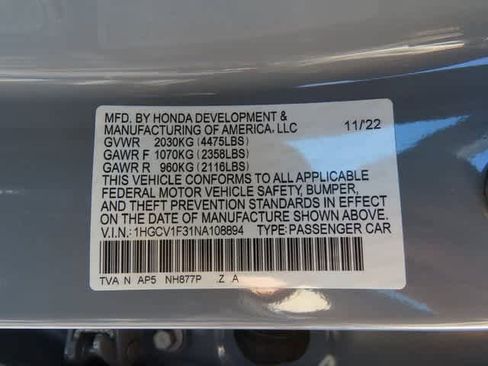 MFD. BY HONDA DEVELOPMENT &
MANUFACTURING OF AMERICA, LLC 11/22
GVWR 2030KG (4475LBS)
GAWR F 1070KG (2358LBS)
GAWR R 960KG (2116LBS)
THIS VEHICLE CONFORMS TO ALL APPLICABLE
FEDERAL MOTOR VEHICLE SAFETY, BUMPER,
AND THEFT PREVENTION STANDARDS IN EFFECT
ON THE DATE OF MANUFACTURE SHOWN ABOVE.
V.I.N.: 1HGCV1F31NA108894 TYPE: PASSENGER CAR
TVA N AP5 NH877P Z A